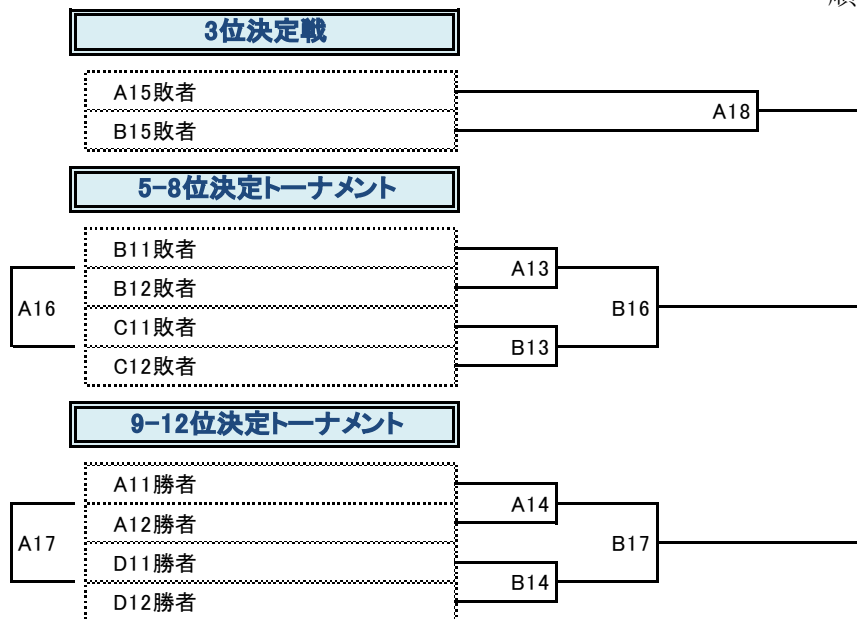 3位決定戦
A15敗者
B15敗者
A18
5-8位決定トーナメント
B11敗者
B12敗者
C11敗者
C12敗者
A13
B13
A16
B16
9-12位決定トーナメント
A11勝者
A12勝者
D11勝者
D12勝者
A14
B14
A17
B17